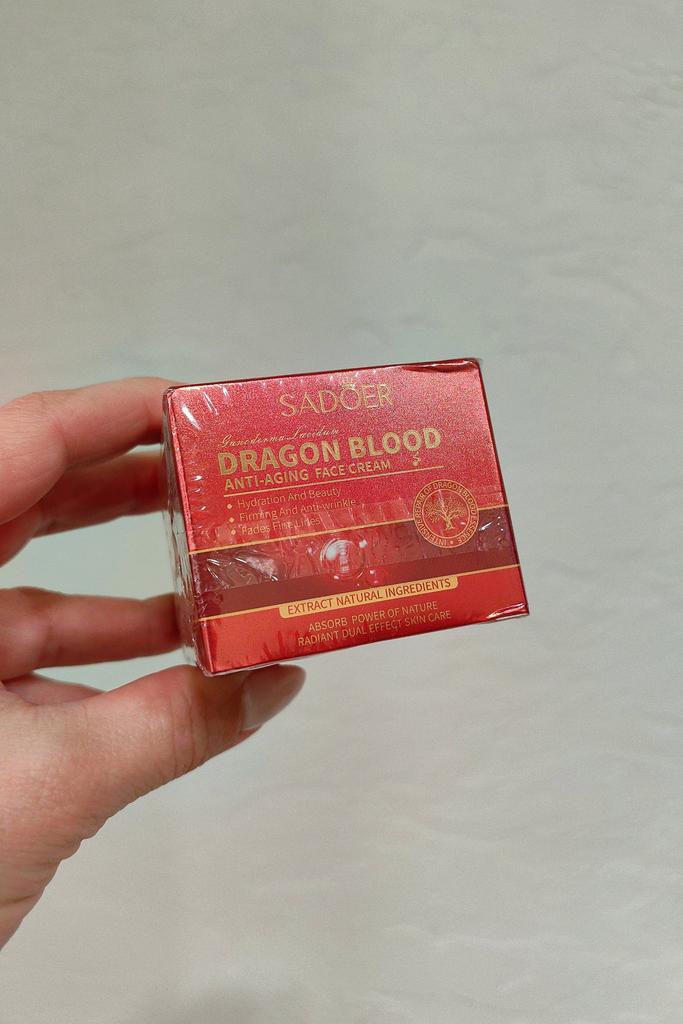 SADOER
Ganoderma Lucidum
DRAGON BLOOD
ANTI-AGING FACE CREAM
• Hydration And Beauty
• Firming And Anti-wrinkle
• Fades Fine Lines
EXTRACT NATURAL INGREDIENTS
ABSORB POWER OF NATURE
RADIANT DUAL EFFECT SKIN CARE